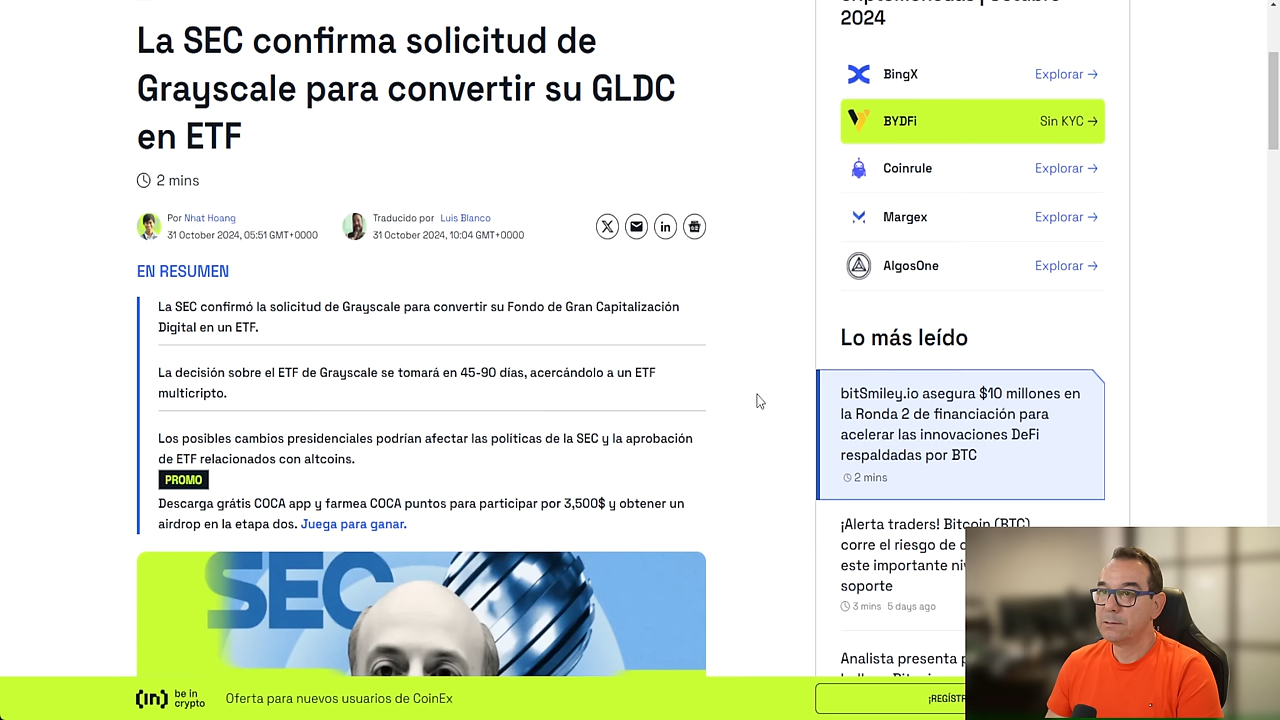 La SEC confirma solicitud de
Grayscale para convertir su GLDC
en ETF
2 mins
Por Nhat Hoang
31 October 2024, 05:51 GMT+0000
Traducido por Luis Blanco
31 October 2024, 10:04 GMT+0000
EN RESUMEN
La SEC confirmó la solicitud de Grayscale para convertir su Fondo de Gran Capitalización
Digital en un ETF.
La decisión sobre el ETF de Grayscale se tomará en 45-90 días, acercándolo a un ETF
multicripto.
Los posibles cambios presidenciales podrían afectar las políticas de la SEC y la aprobación
de ETF relacionados con altcoins.
PROMO
Descarga grátis COCA app y farmea COCA puntos para participar por 3,500$ y obtener un
airdrop en la etapa dos. Juega para ganar.
SEC
2024
BingX Explorar →
BYDFi Sin KYC →
Coinrule Explorar →
Margex Explorar →
AlgosOne Explorar →
Lo más leído
bitSmiley.io asegura $10 millones en
la Ronda 2 de financiación para
acelerar las innovaciones DeFi
respaldadas por BTC
2 mins
¡Alerta traders! Bitcoin (BTC)
corre el riesgo de
este importante
soporte
3 mins 5 days ago
Analista presenta
(in) be in
crypto
Oferta para nuevos usuarios de CoinEx